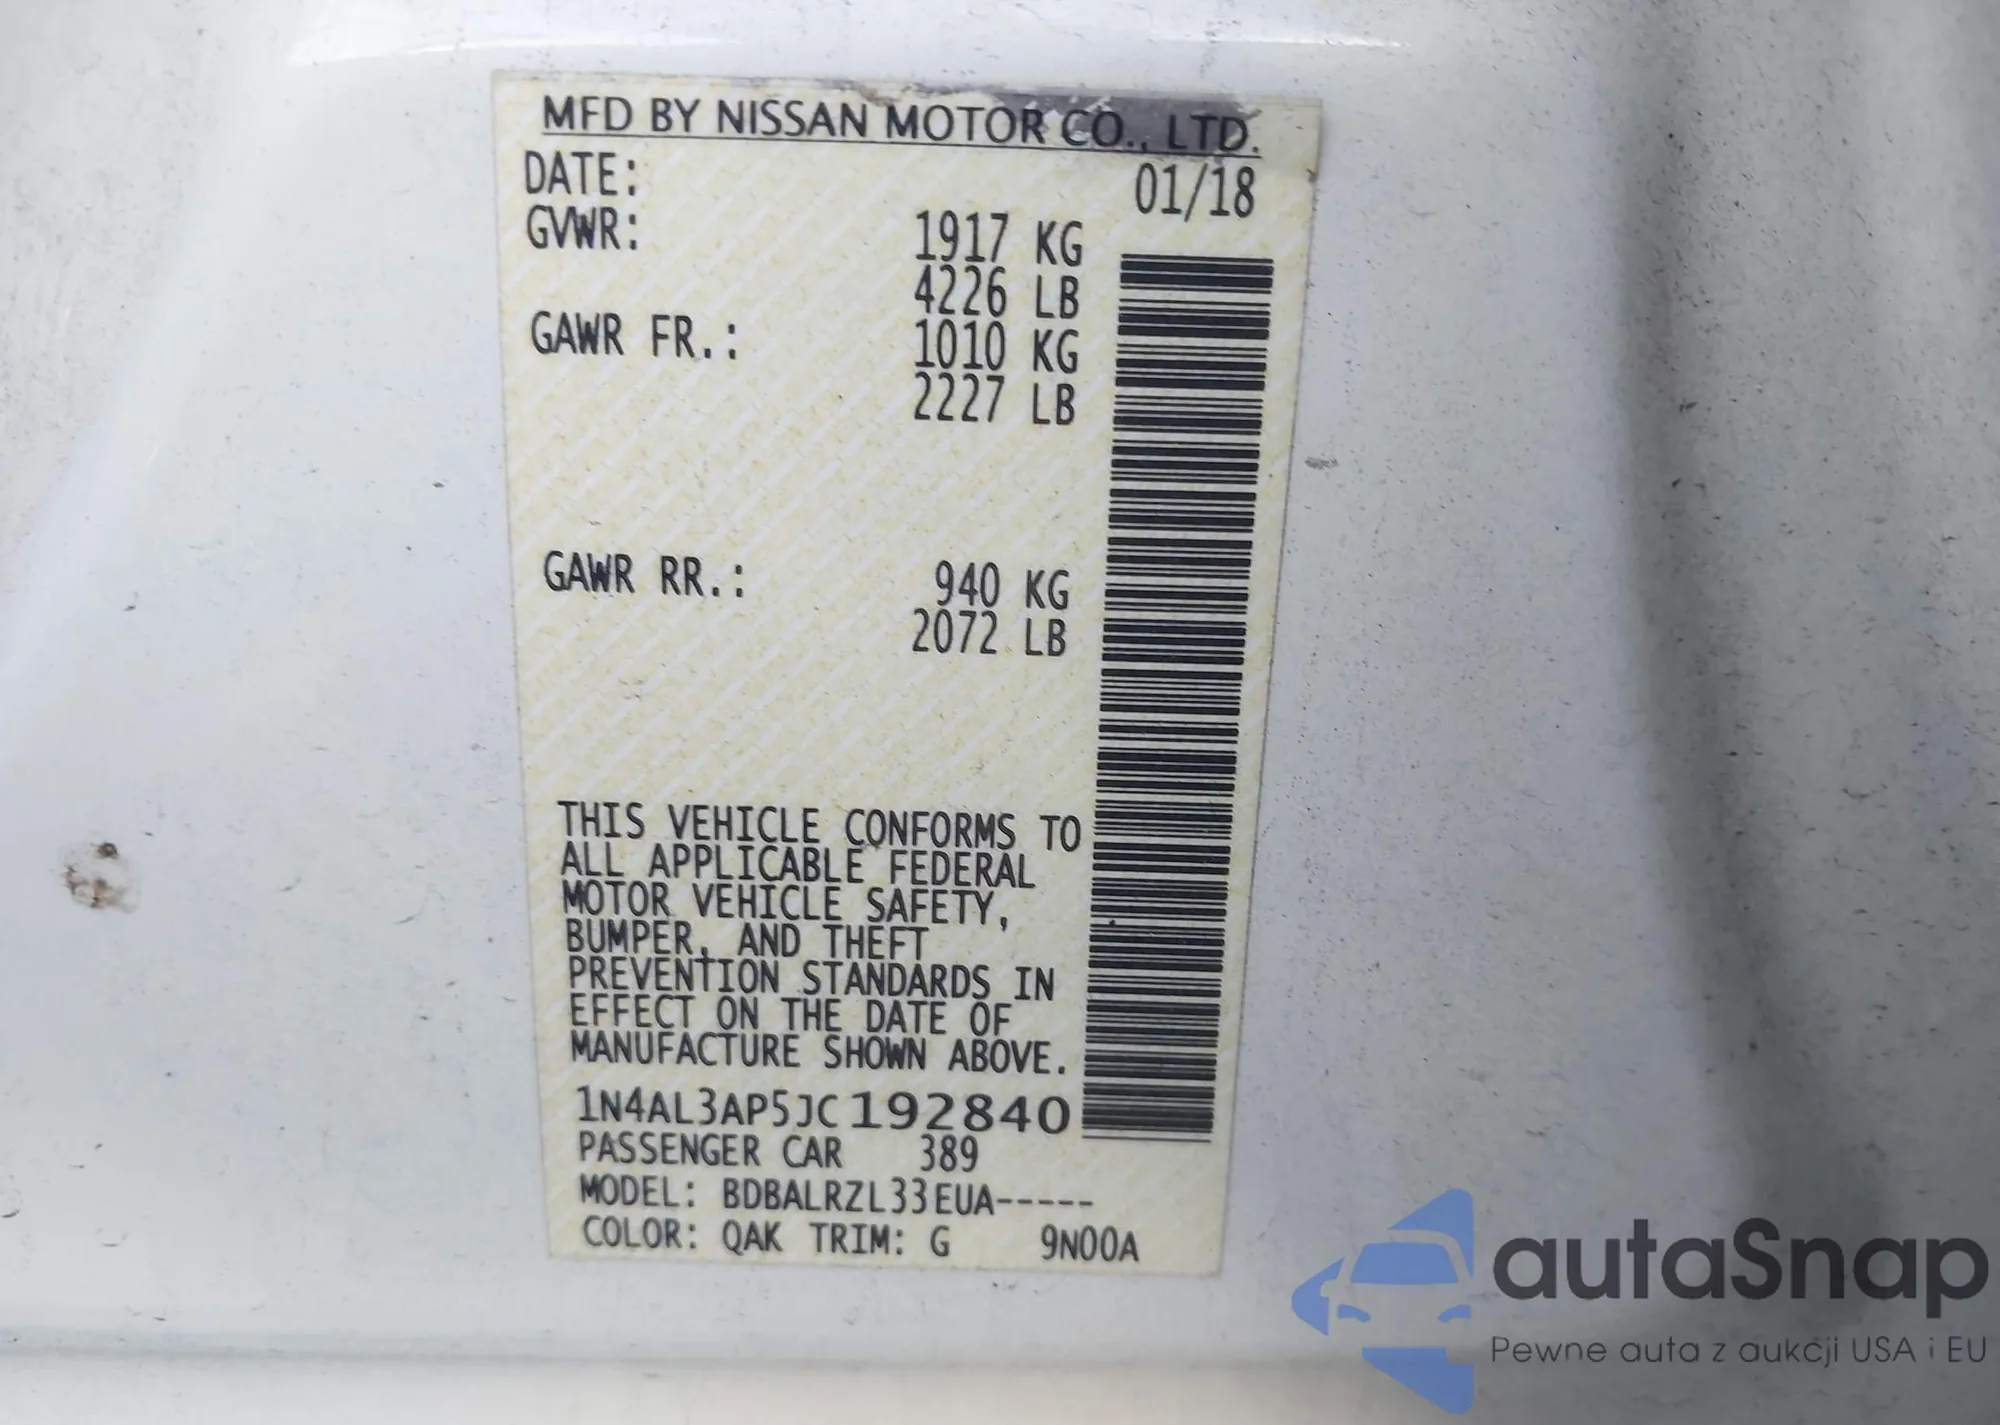 MFD BY NISSAN MOTOR CO., LTD.
DATE: 01/18
GVWR: 1917 KG
4226 LB
GAWR FR.: 1010 KG
2227 LB
GAWR RR.: 940 KG
2072 LB
THIS VEHICLE CONFORMS TO
ALL APPLICABLE FEDERAL
MOTOR VEHICLE SAFETY,
BUMPER, AND THEFT
PREVENTION STANDARDS IN
EFFECT ON THE DATE OF
MANUFACTURE SHOWN ABOVE.
1N4AL3AP5JC192840
PASSENGER CAR 389
MODEL: BDBALRZL33EUA-----
COLOR: QAK TRIM: G 9N00A
autaSnap
Pewne auta z aukcji USA i EU